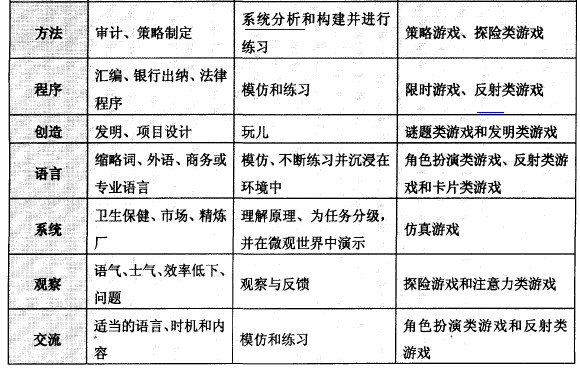 方法 审计、策略制定 系统分析和构建并进行练习 策略游戏、探险类游戏
程序 汇编、银行出纳、法律程序 模仿和练习 限时游戏、反射类游戏
创造 发明、项目设计 玩儿 谜题类游戏和发明类游戏
语言 缩略词、外语、商务或专业语言 模仿、不断练习并沉浸在环境中 角色扮演类游戏、反射类游戏和卡片类游戏
系统 卫生保健、市场、精炼厂 理解原理、为任务分级，并在微观世界中演示 仿真游戏
观察 语气、士气、效率低下、问题 观察与反馈 探险游戏和注意力类游戏
交流 适当的语言、时机和内容 模仿和练习 角色扮演类游戏和反射类游戏